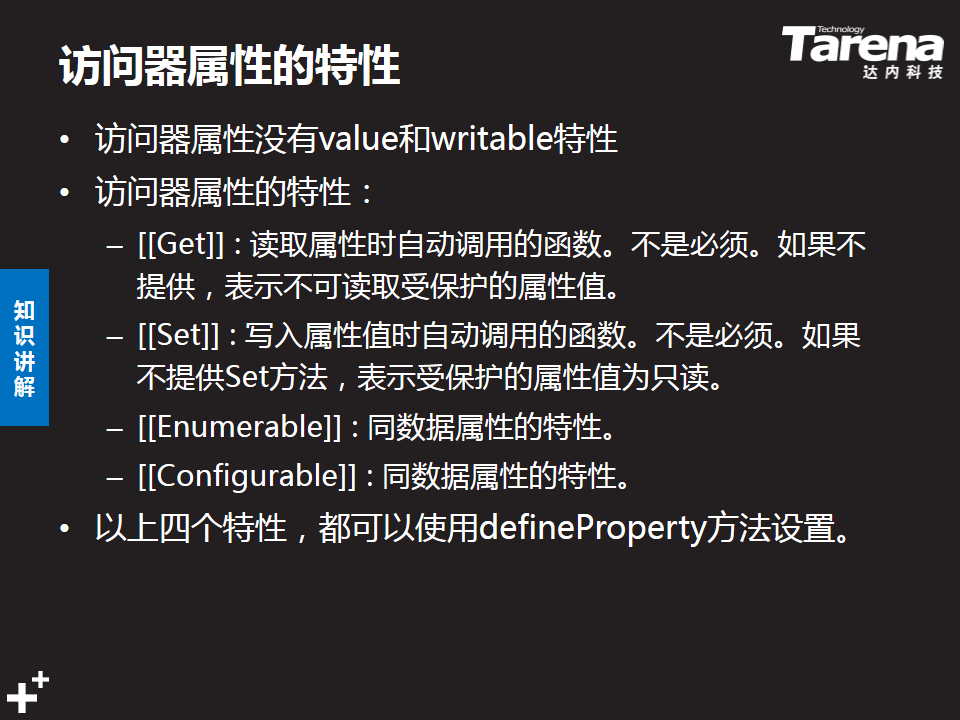 访问器属性的特性
Technology
Tarena
达内科技
• 访问器属性没有value和writable特性
• 访问器属性的特性：
– [[Get]] : 读取属性时自动调用的函数。不是必须。如果不
提供，表示不可读取受保护的属性值。
– [[Set]] : 写入属性值时自动调用的函数。不是必须。如果
不提供Set方法，表示受保护的属性值为只读。
– [[Enumerable]] : 同数据属性的特性。
– [[Configurable]] : 同数据属性的特性。
• 以上四个特性，都可以使用defineProperty方法设置。
知识讲解